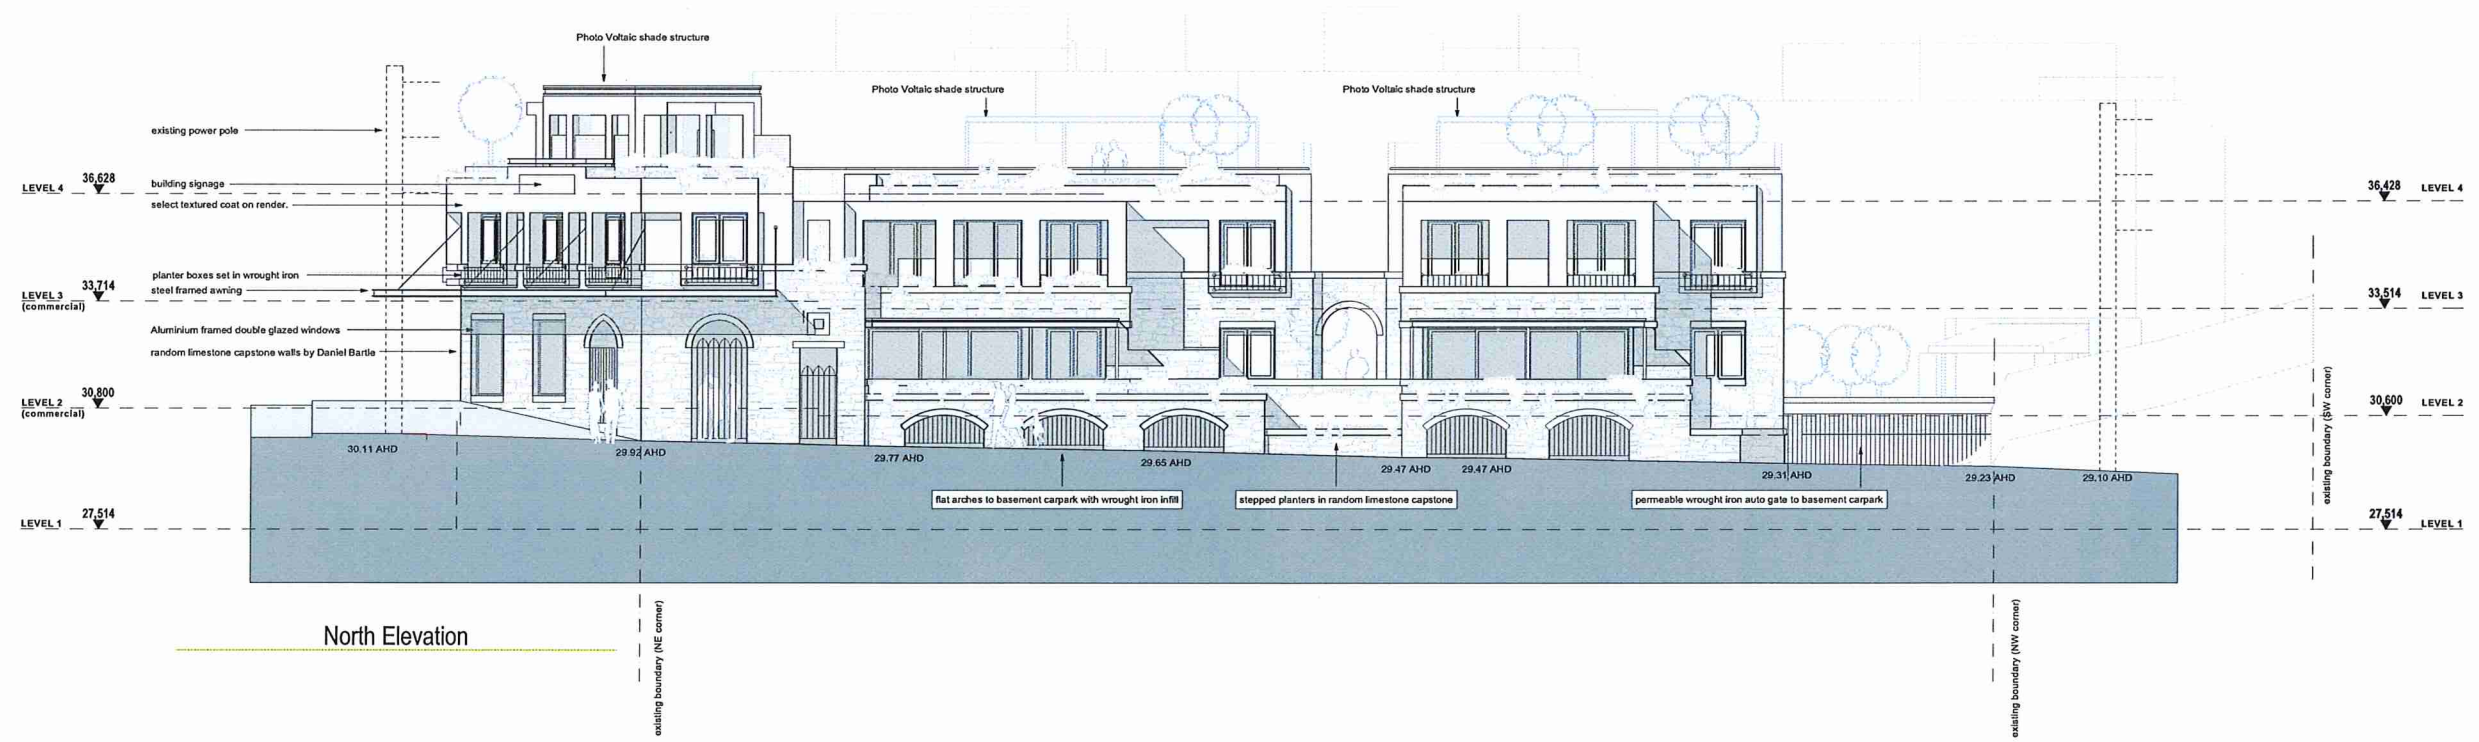 Photo Voltaic shade structure
Photo Voltaic shade structure
Photo Voltaic shade structure
existing power pole
building signage
select textured coat on render.
planter boxes set in wrought iron
steel framed awning
Aluminium framed double glazed windows
random limestone capstone walls by Daniel Bartle
LEVEL 4
36,628
LEVEL 3
(commercial)
33,714
LEVEL 2
(commercial)
30,800
LEVEL 1
27,514
36,428
LEVEL 4
33,514
LEVEL 3
30,600
LEVEL 2
27,514
LEVEL 1
30.11 AHD
29.92 AHD
29.77 AHD
29.65 AHD
29.47 AHD
29.47 AHD
29.31 AHD
29.23 AHD
29.10 AHD
flat arches to basement carpark with wrought iron infill
stepped planters in random limestone capstone
permeable wrought iron auto gate to basement carpark
existing boundary (SW corner)
existing boundary (NE corner)
existing boundary (NW corner)
North Elevation